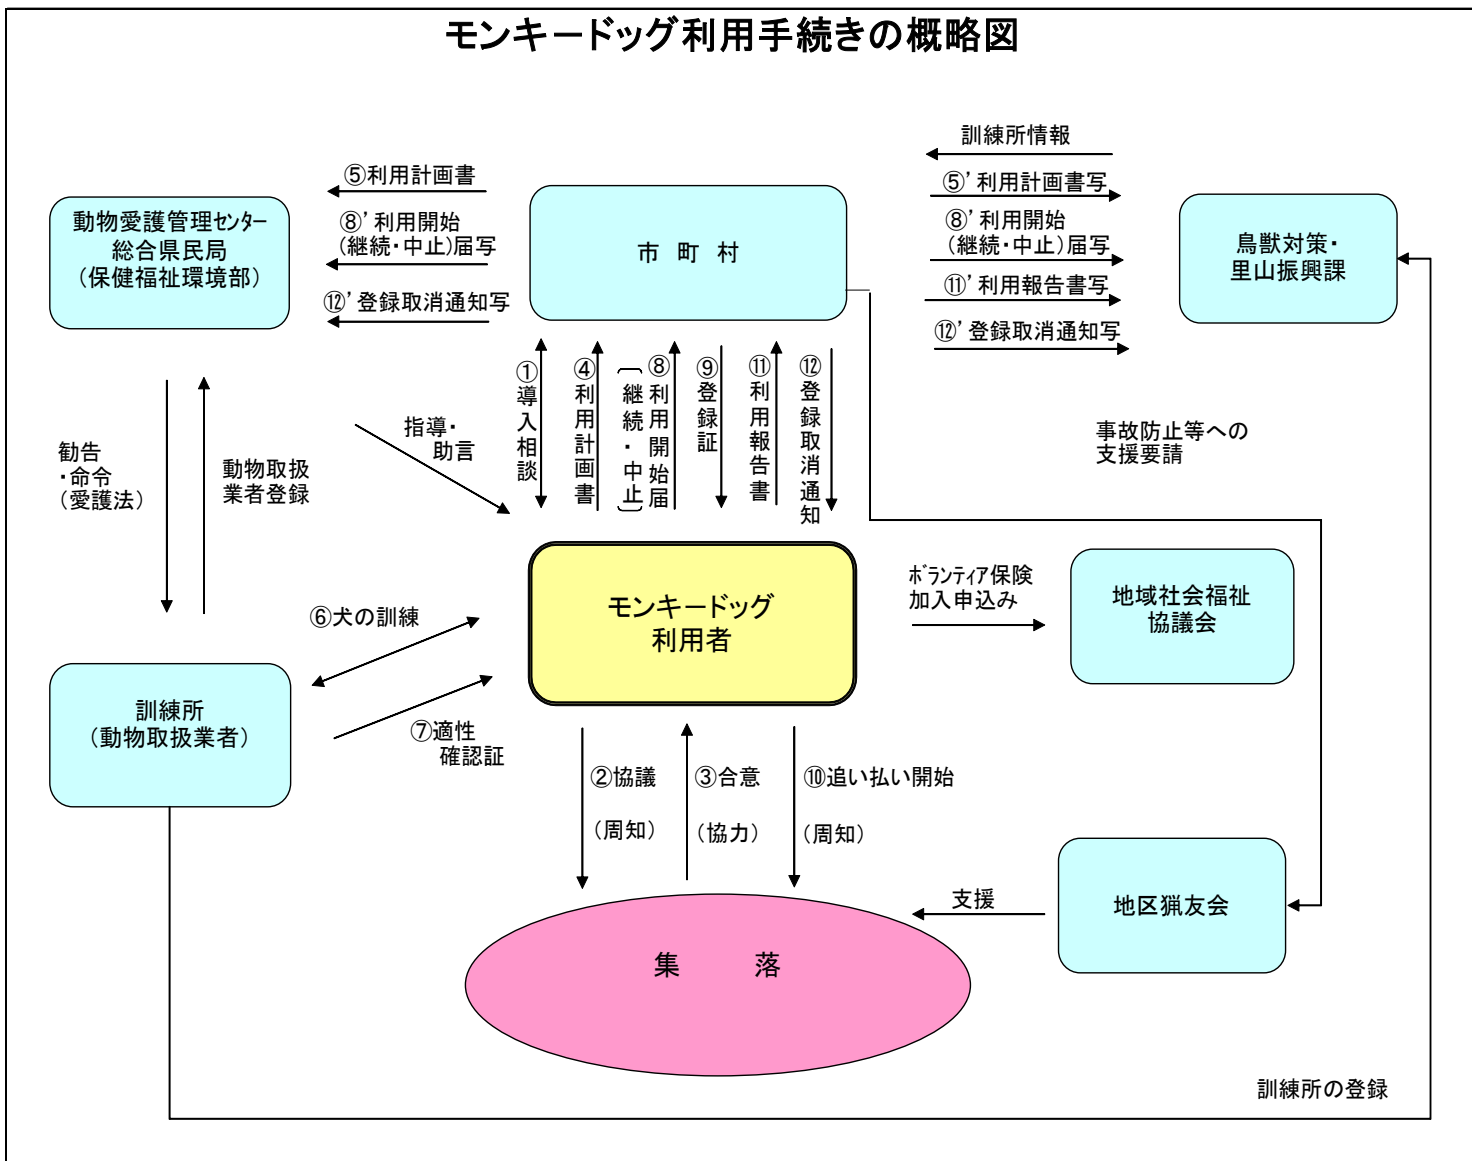 モンキードッグ利用手続きの概略図
訓練所情報
⑤利用計画書
⑤’利用計画書写
動物愛護管理センター
総合県民局
(保健福祉環境部)
⑧’利用開始
(継続・中止)届写
⑫’登録取消通知写
市 町 村
⑧’利用開始
(継続・中止)届写
⑪’利用報告書写
⑫’登録取消通知写
鳥獣対策・
里山振興課
①導入相談
④利用計画書
⑧利用開始届
〔継続・中止〕
⑨登録証
⑪利用報告書
⑫登録取消通知
勧告
・命令
(愛護法)
動物取扱
業者登録
指導・
助言
事故防止等への
支援要請
モンキードッグ
利用者
ボランティア保険
加入申込み
地域社会福祉
協議会
⑥犬の訓練
訓練所
(動物取扱業者)
⑦適性
確認証
②協議
(周知)
③合意
(協力)
⑩追い払い開始
(周知)
支援
地区猟友会
集 落
訓練所の登録